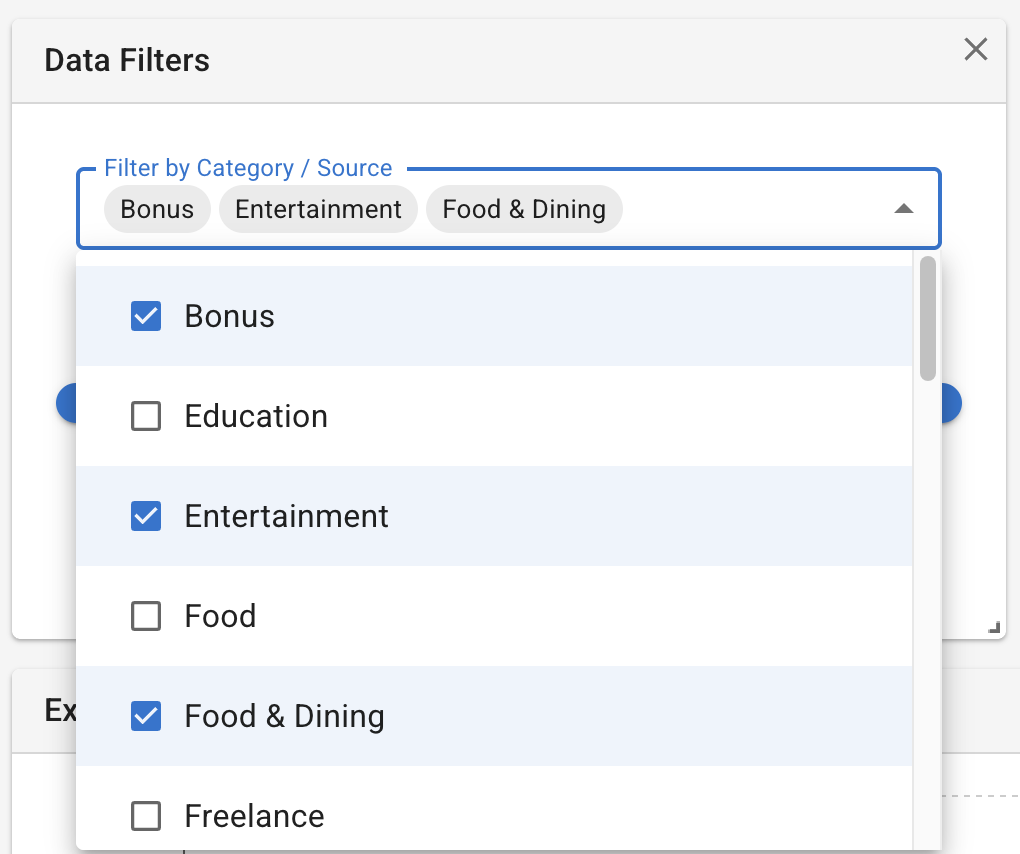 Data Filters
Filter by Category / Source
Bonus Entertainment Food & Dining
Bonus
Education
Entertainment
Food
Food & Dining
Ex
Freelance